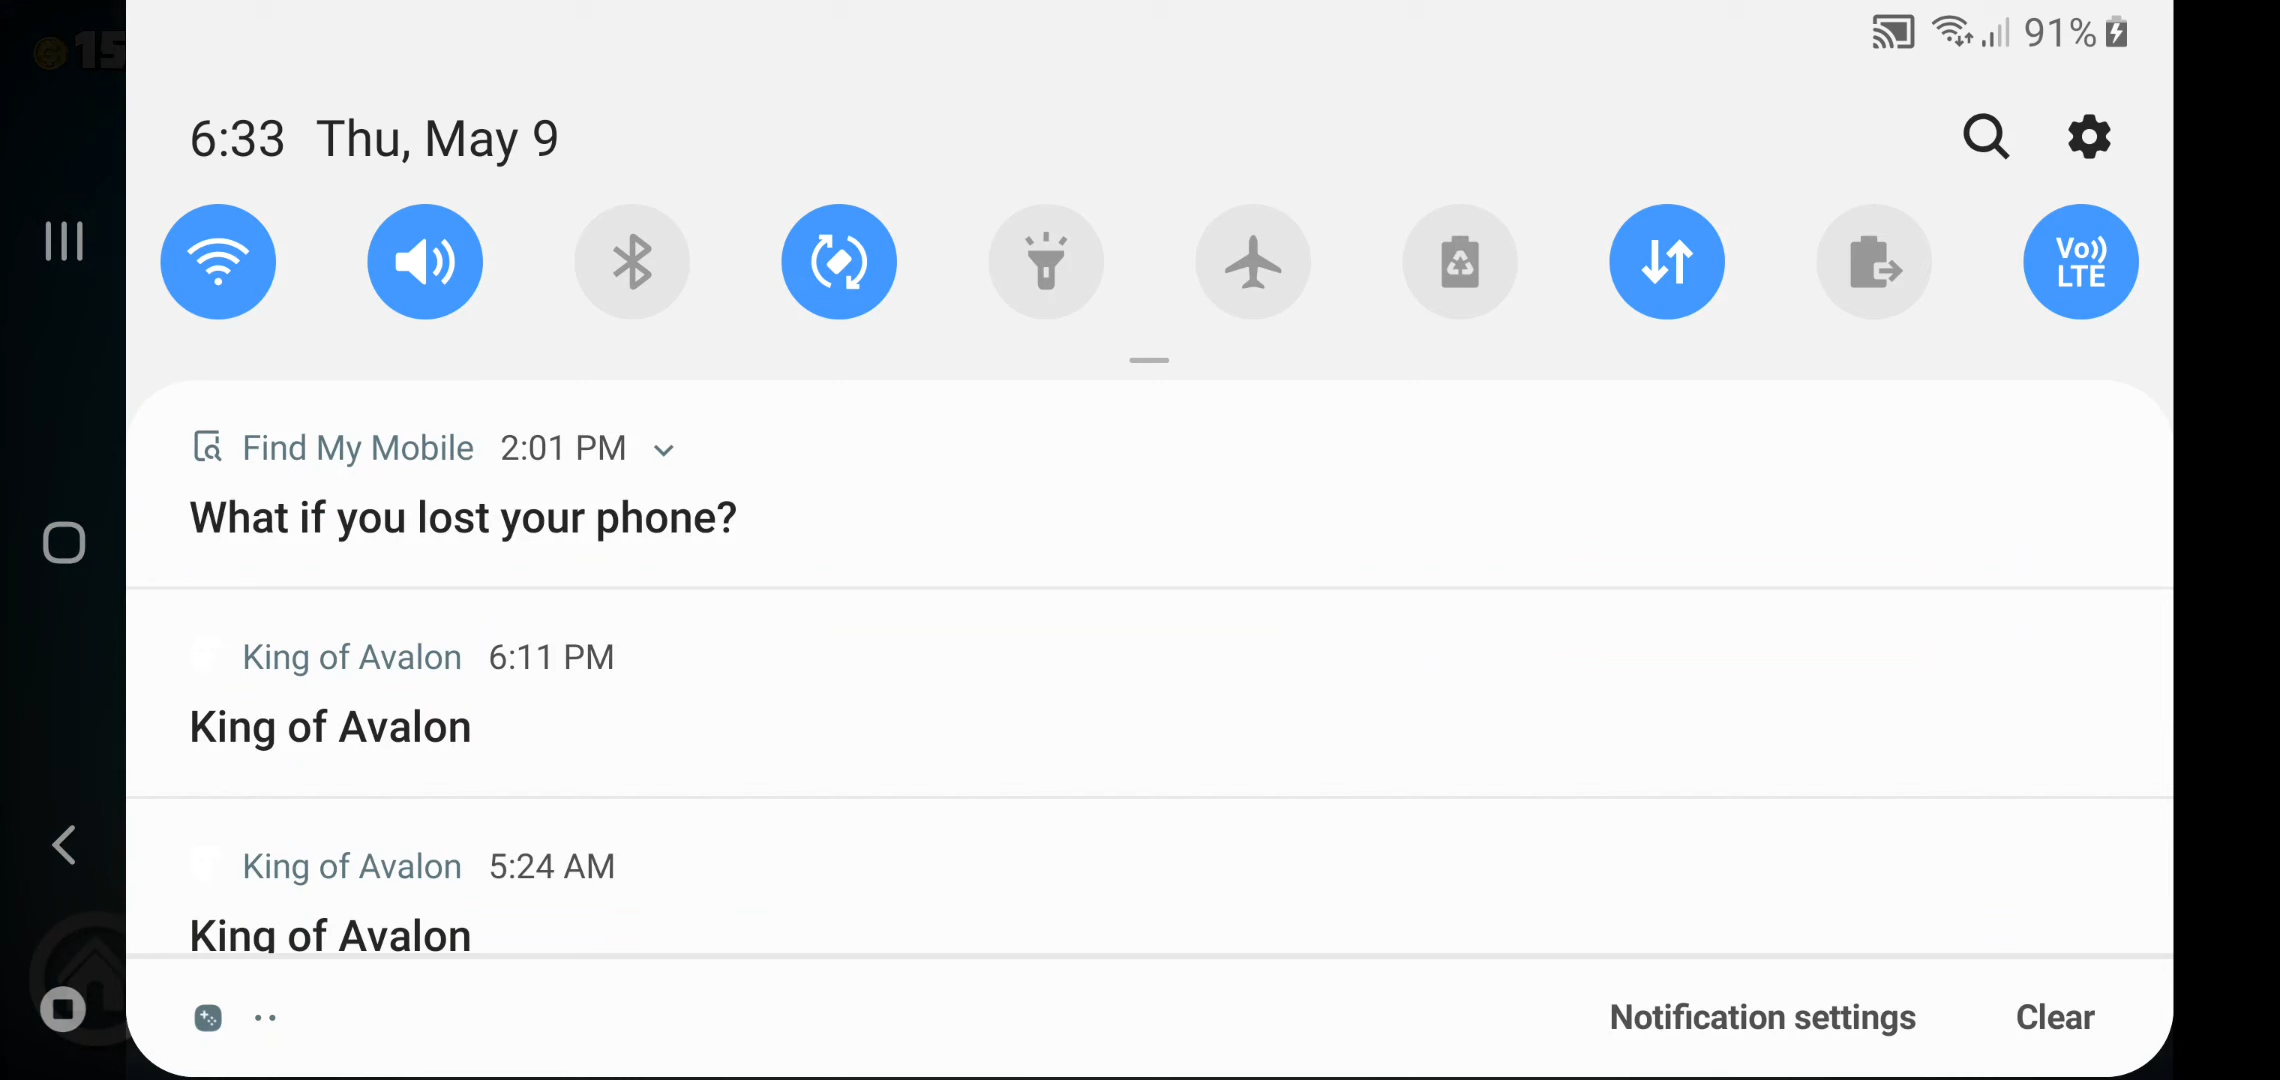 15
91%
6:33 Thu, May 9
Vo))
LTE
Find My Mobile 2:01 PM
What if you lost your phone?
King of Avalon 6:11 PM
King of Avalon
King of Avalon 5:24 AM
King of Avalon
Notification settings Clear